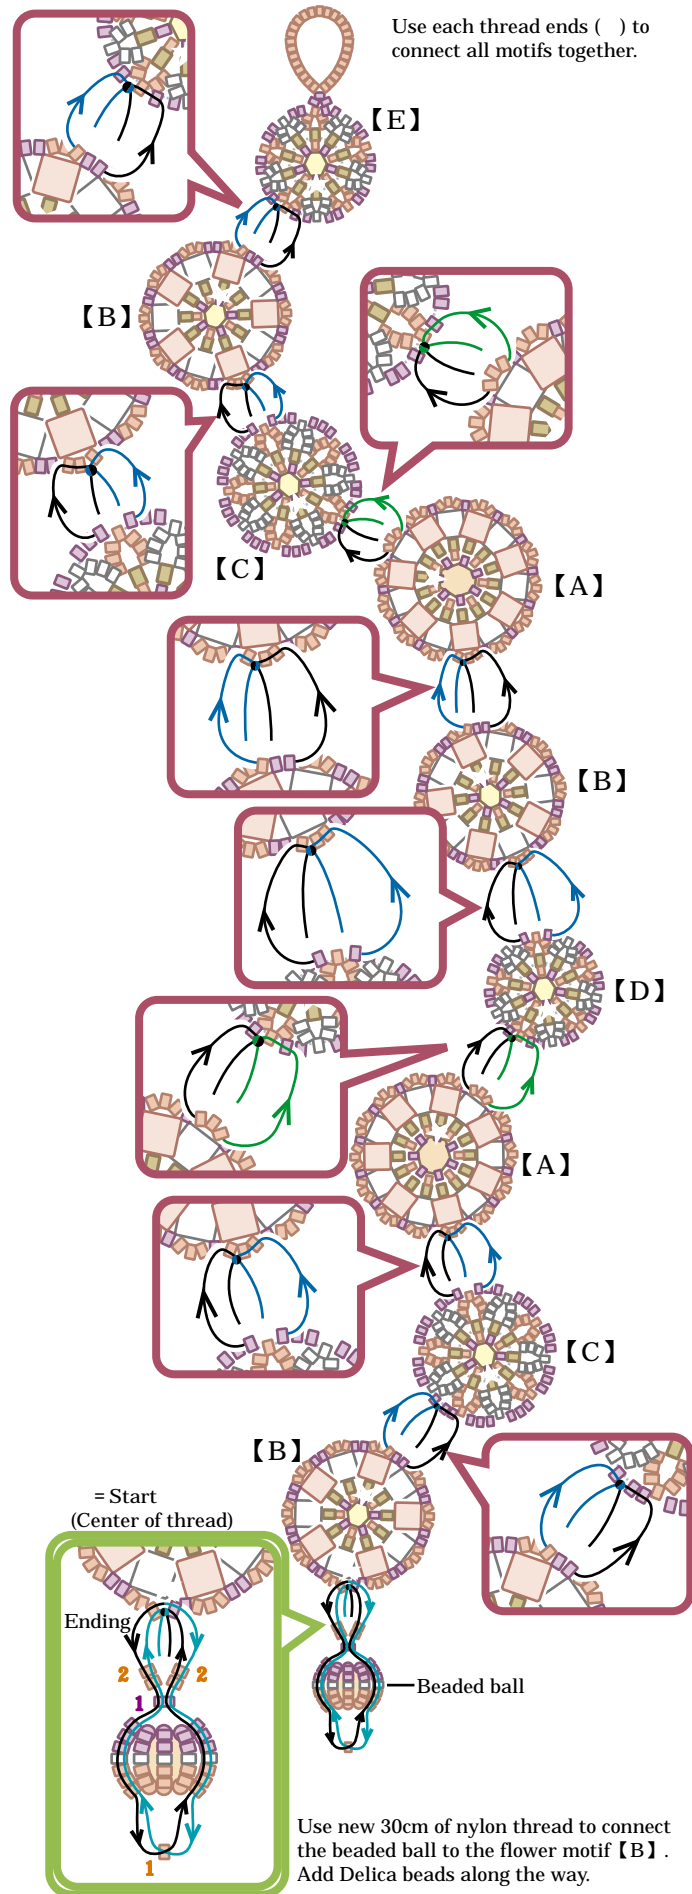 Use each thread ends (   ) to
connect all motifs together.
【E】
【B】
【C】
【A】
【B】
【D】
【A】
【C】
【B】
= Start
(Center of thread)
Ending
2 2
1
Beaded ball
1
Use new 30cm of nylon thread to connect
the beaded ball to the flower motif【B】.
Add Delica beads along the way.